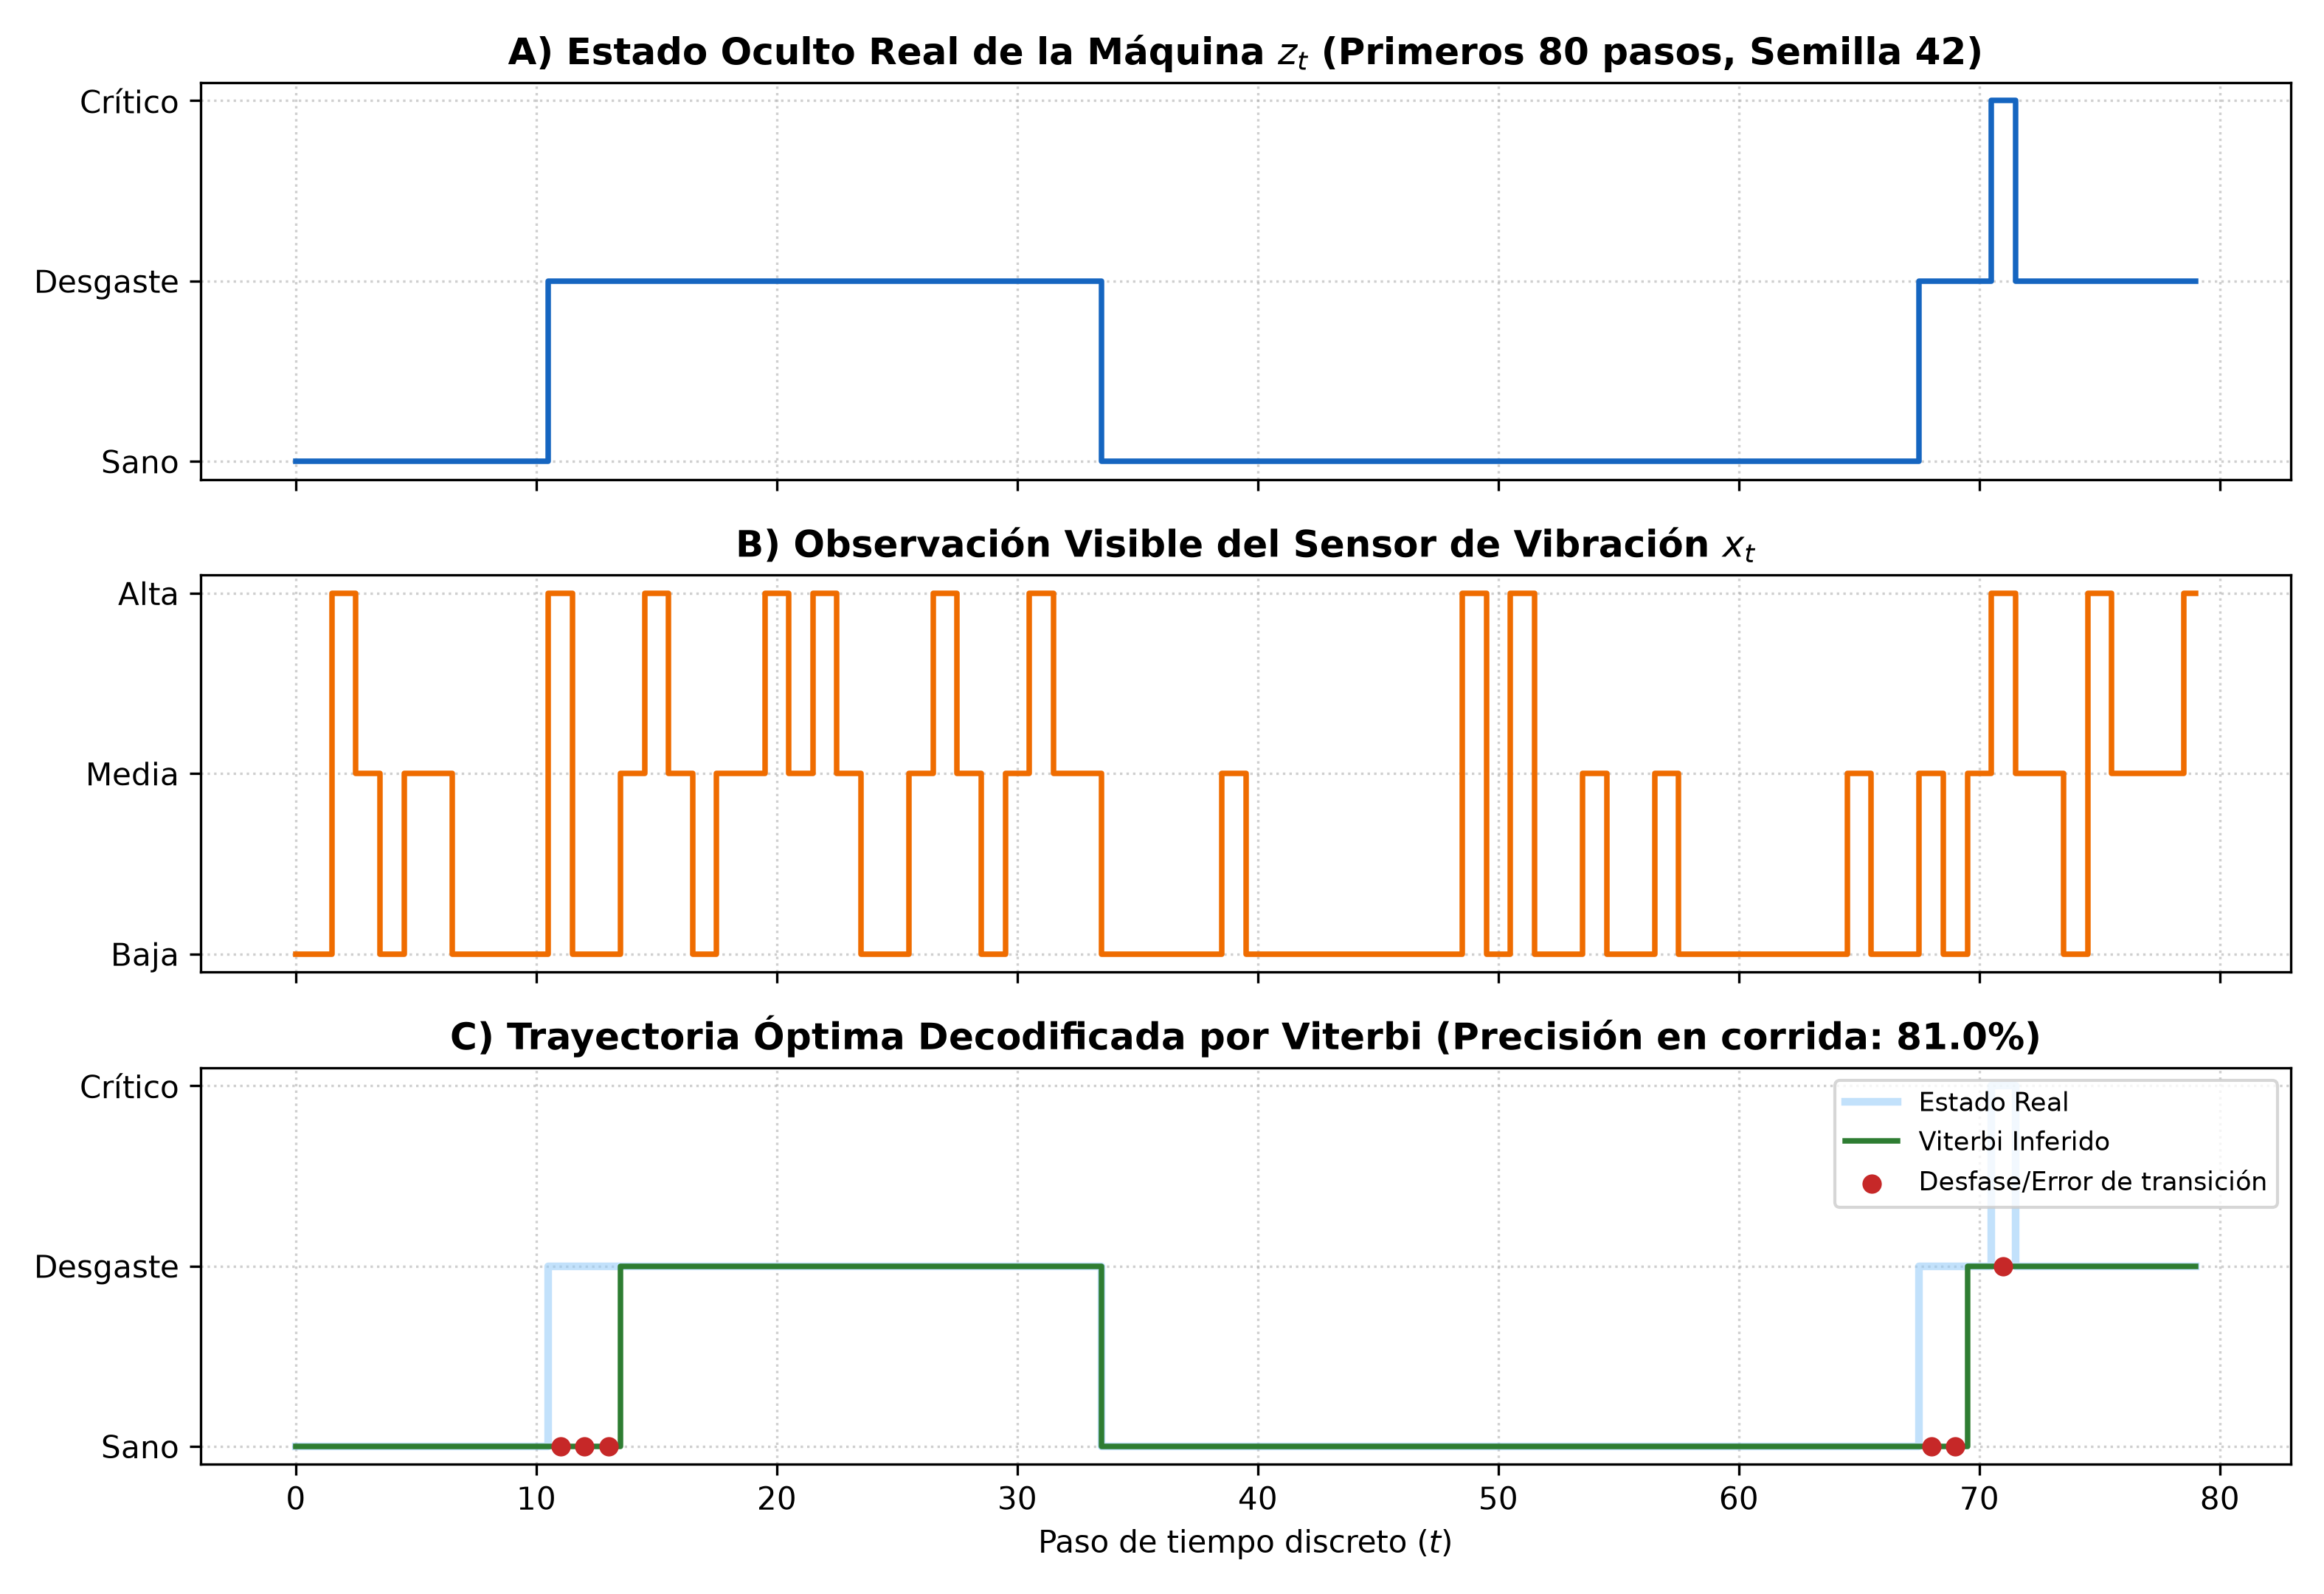 A) Estado Oculto Real de la Máquina z_t (Primeros 80 pasos, Semilla 42)
Crítico
Desgaste
Sano
B) Observación Visible del Sensor de Vibración x_t
Alta
Media
Baja
C) Trayectoria Óptima Decodificada por Viterbi (Precisión en corrida: 81.0%)
Crítico
Desgaste
Sano
Estado Real
Viterbi Inferido
Desfase/Error de transición
0 10 20 30 40 50 60 70 80
Paso de tiempo discreto (t)